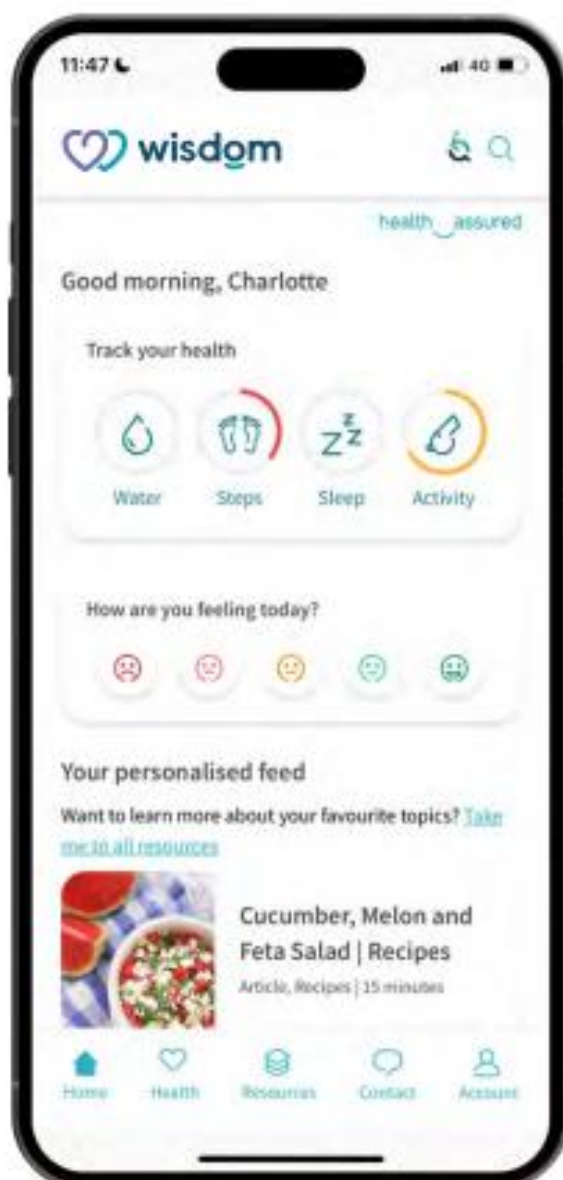 11:47
4G
wisdom
health assured
Good morning, Charlotte
Track your health
Water Steps Sleep Activity
How are you feeling today?
Your personalised feed
Want to learn more about your favourite topics? Take
me to all resources
Cucumber, Melon and
Feta Salad | Recipes
Article, Recipes | 15 minutes
Home Health Resources Contact Account